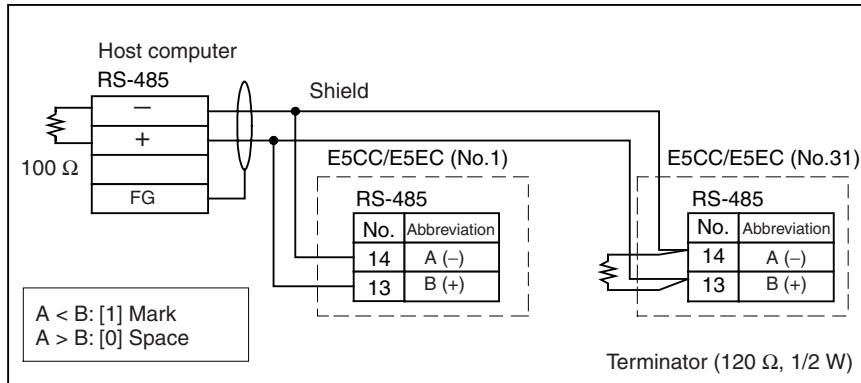 Host computer
RS-485
−
+
100 Ω
FG
Shield
E5CC/E5EC (No.1)
RS-485
No. Abbreviation
14 A (−)
13 B (+)
E5CC/E5EC (No.31)
RS-485
No. Abbreviation
14 A (−)
13 B (+)
A < B: [1] Mark
A > B: [0] Space
Terminator (120 Ω, 1/2 W)